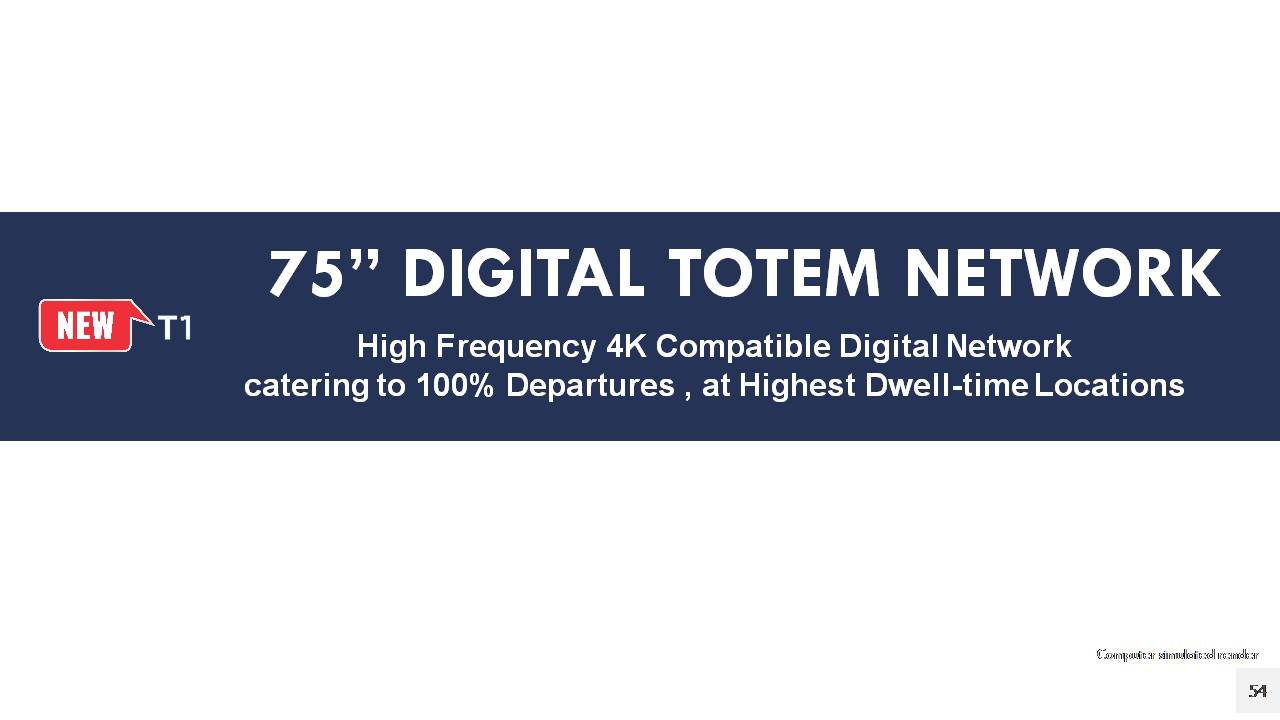 75” DIGITAL TOTEM NETWORK
NEW T1
High Frequency 4K Compatible Digital Network
catering to 100% Departures , at Highest Dwell-time Locations
Computer simulated render
54